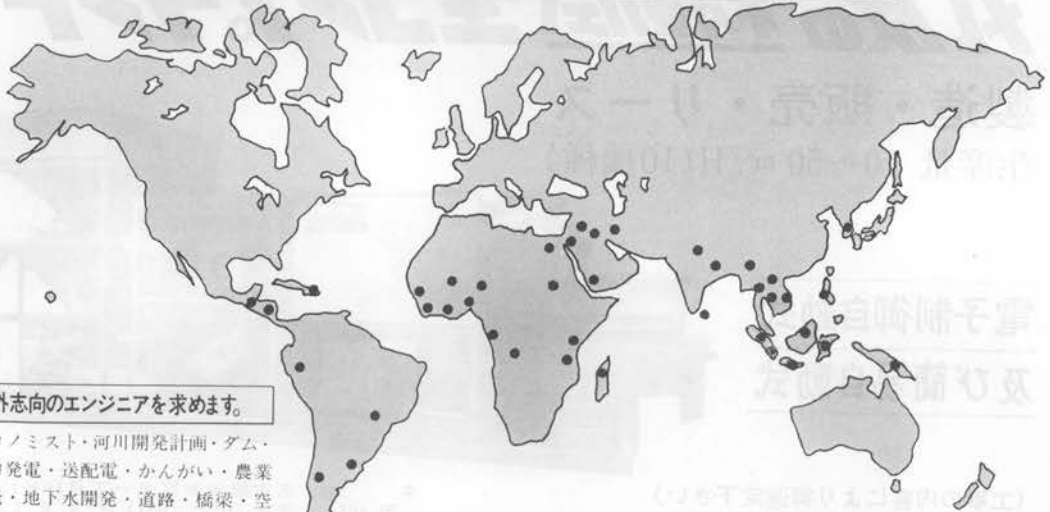 外志向のエンジニアを求めます。
ノミスト・河川開発計画・ダム・
発電・送配電・かんがい・農業
・地下水開発・道路・橋梁・空